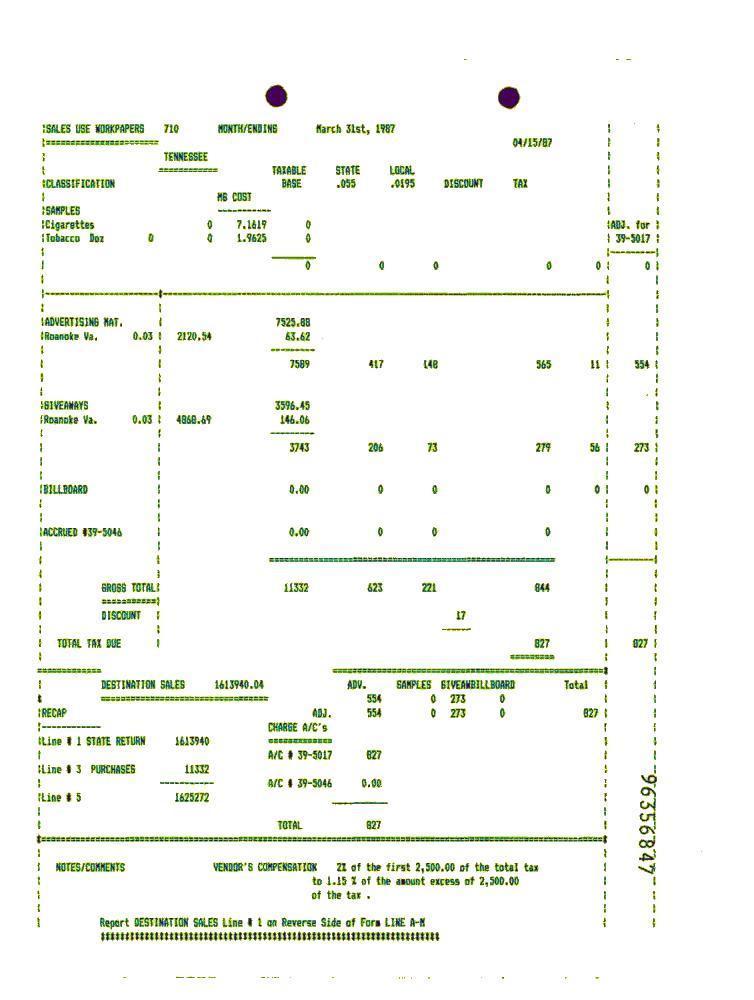 SALES USE WORKPAPERS 710 MONTH/ENDING March 31st, 1987
04/15/87
TENNESSEE
TAXABLE STATE LOCAL
CLASSIFICATION BASE .055 .0195 DISCOUNT TAX
MB COST
SAMPLES
Cigarettes 0 7.1619 0 ADJ. for
Tobacco Doz 0 0 1.9625 0 39-5017
0 0 0 0 0 0
ADVERTISING MAT. 7525.88
Roanoke Va. 0.03 2120.54 63.62
7589 417 148 565 11 554
GIVEAWAYS 3596.45
Roanoke Va. 0.03 4868.69 146.06
3743 206 73 279 56 273
BILLBOARD 0.00 0 0 0 0 0
ACCRUED #39-5046 0.00 0 0 0
GROSS TOTAL 11332 623 221 844
DISCOUNT 17
TOTAL TAX DUE 827 827
DESTINATION SALES 1613940.04 ADV. SAMPLES GIVEAWBILLBOARD Total
554 0 273 0
RECAP ADJ. 554 0 273 0 827
CHARGE A/C's
Line # 1 STATE RETURN 1613940
A/C # 39-5017 827
Line # 3 PURCHASES 11332
A/C # 39-5046 0.00
Line # 5 1625272
TOTAL 827
96356847
NOTES/COMMENTS VENDOR'S COMPENSATION 2% of the first 2,500.00 of the total tax
to 1.15 % of the amount excess of 2,500.00
of the tax .
Report DESTINATION SALES Line # 1 on Reverse Side of Form LINE A-M